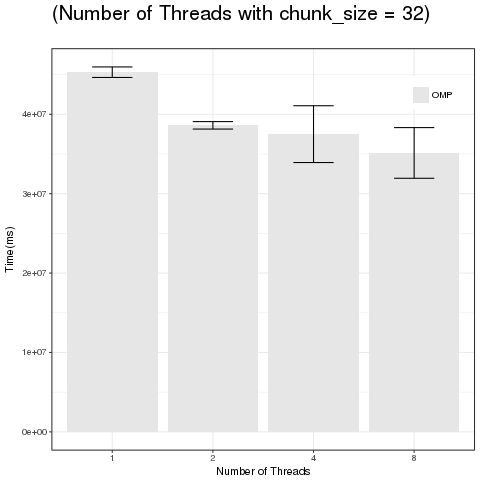 (Number of Threads with chunk_size = 32)
OMP
4e+07
3e+07
2e+07
1e+07
0e+00
Time(ms)
1 2 4 8
Number of Threads